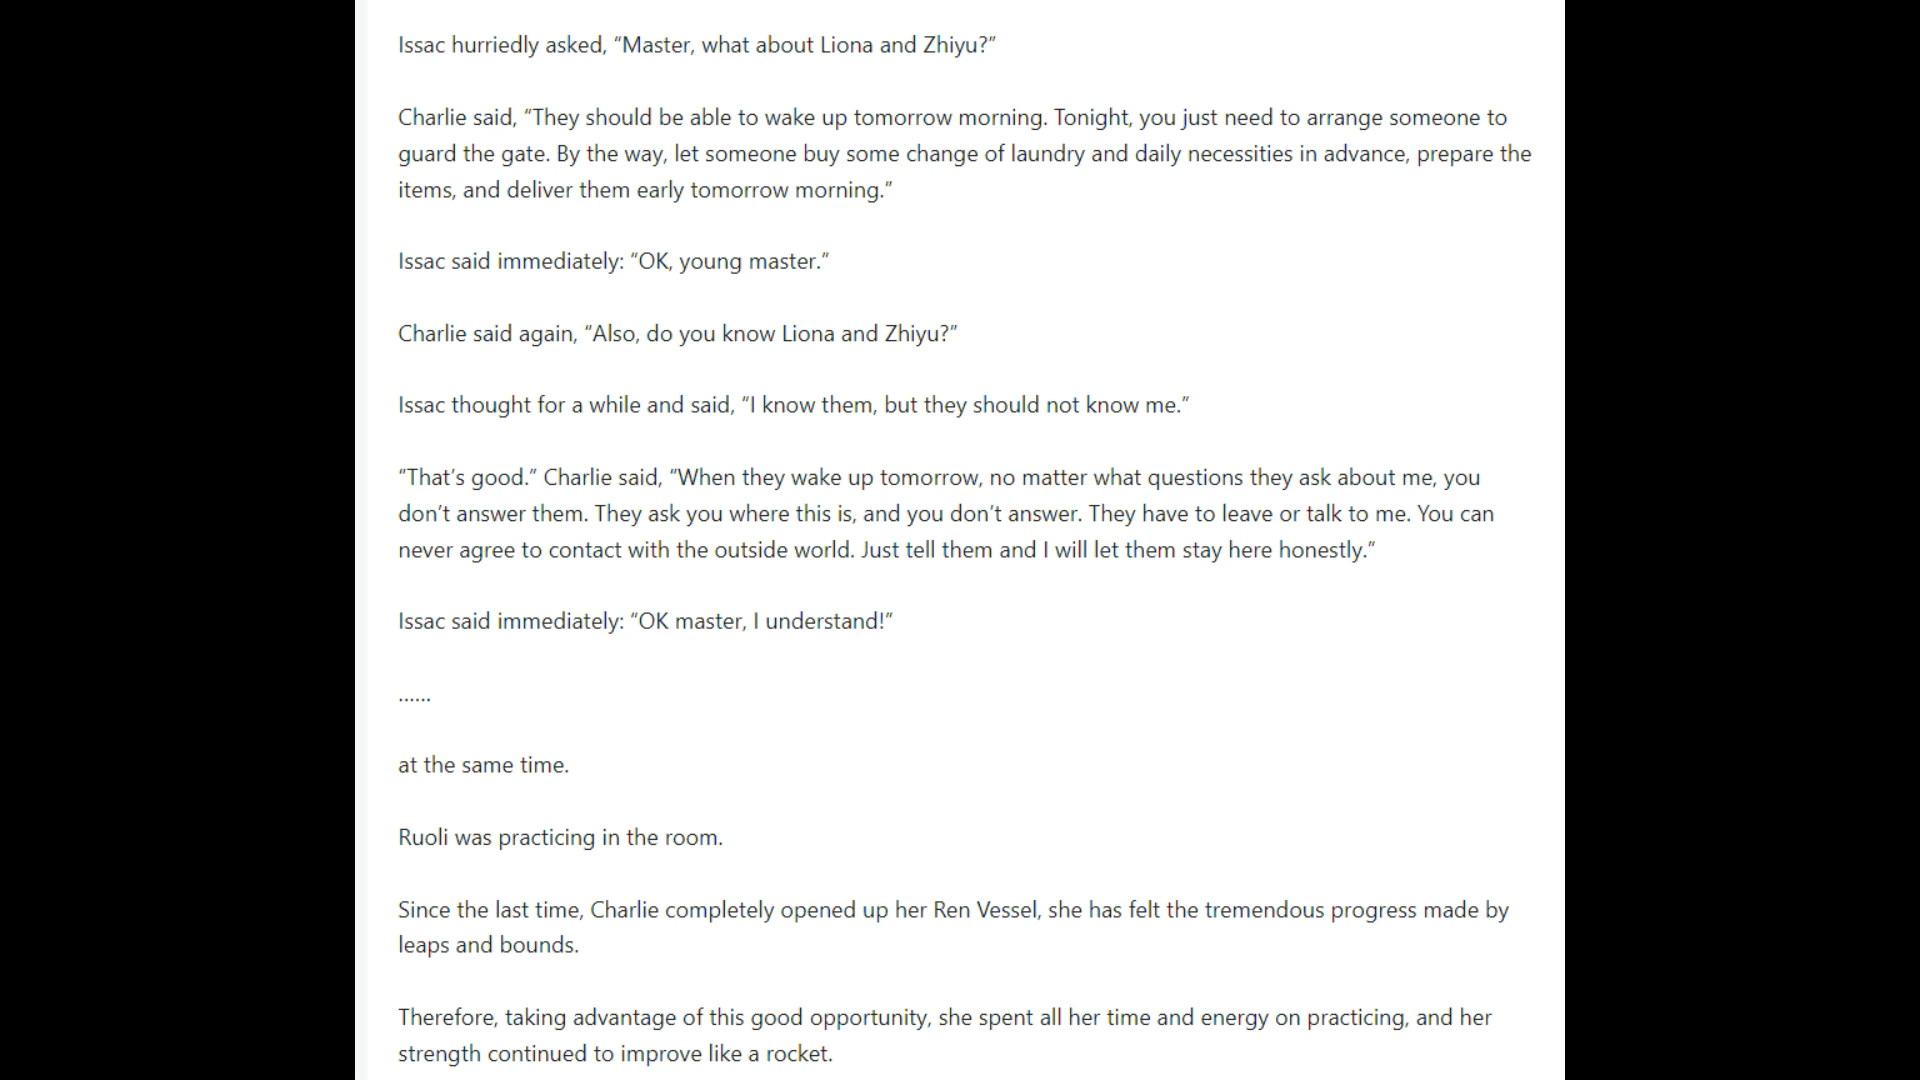 Issac hurriedly asked, “Master, what about Liona and Zhiyu?”
Charlie said, “They should be able to wake up tomorrow morning. Tonight, you just need to arrange someone to
guard the gate. By the way, let someone buy some change of laundry and daily necessities in advance, prepare the
items, and deliver them early tomorrow morning.”
Issac said immediately: “OK, young master.”
Charlie said again, “Also, do you know Liona and Zhiyu?”
Issac thought for a while and said, “I know them, but they should not know me.”
“That’s good.” Charlie said, “When they wake up tomorrow, no matter what questions they ask about me, you
don’t answer them. They ask you where this is, and you don’t answer. They have to leave or talk to me. You can
never agree to contact with the outside world. Just tell them and I will let them stay here honestly.”
Issac said immediately: “OK master, I understand!”
......
at the same time.
Ruoli was practicing in the room.
Since the last time, Charlie completely opened up her Ren Vessel, she has felt the tremendous progress made by
leaps and bounds.
Therefore, taking advantage of this good opportunity, she spent all her time and energy on practicing, and her
strength continued to improve like a rocket.